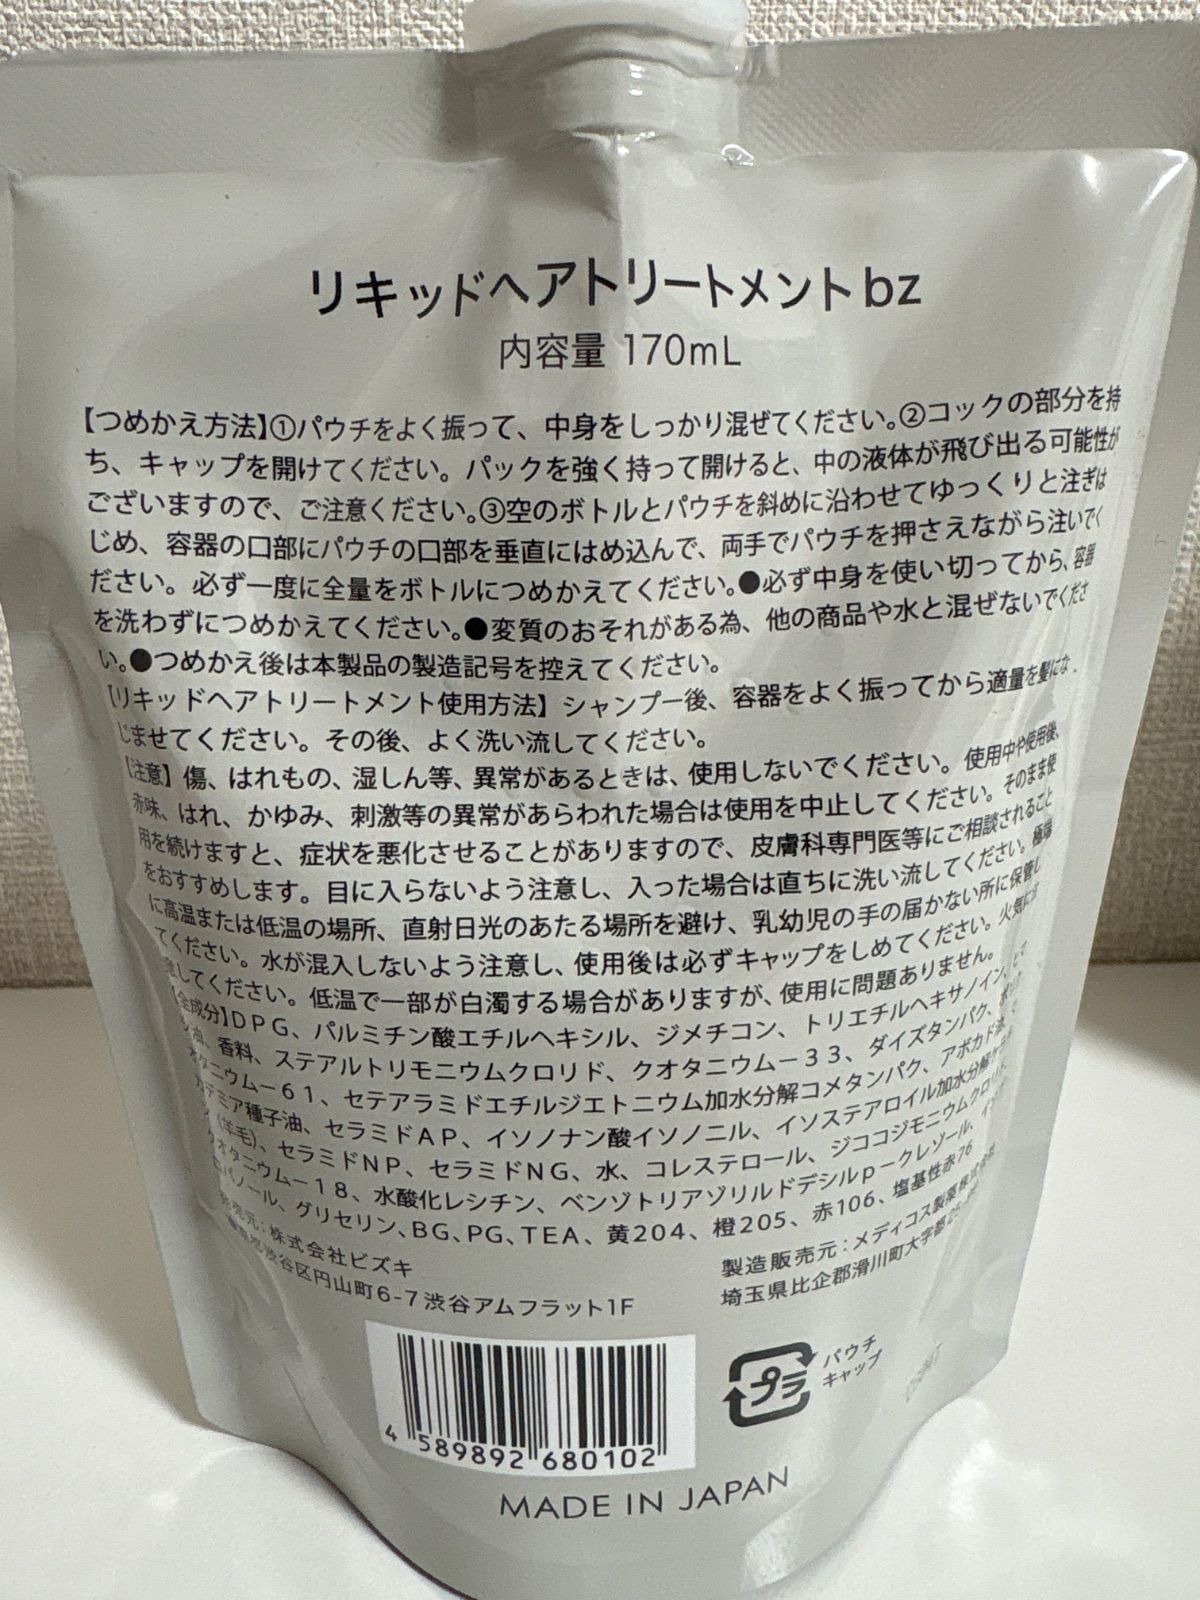 リキッドヘアトリートメントbz
内容量 170mL
【つめかえ方法】①パウチをよく振って、中身をしっかり混ぜてください。②コックの部分を持
ち、キャップを開けてください。パックを強く持って開けると、中の液体が飛び出る可能性が
ございますので、ご注意ください。③空のボトルとパウチを斜めに沿わせてゆっくりと注ぎは
じめ、容器の口部にパウチの口部を垂直にはめ込んで、両手でパウチを押さえながら注いでく
ださい。必ず一度に全量をボトルにつめかえてください。●必ず中身を使い切ってから、容器
を洗わずにつめかえてください。●変質のおそれがある為、他の商品や水と混ぜないでくださ
い。●つめかえ後は本製品の製造記号を控えてください。
【リキッドヘアトリートメント使用方法】シャンプー後、容器をよく振ってから適量を髪にな
じませてください。その後、よく洗い流してください。
【注意】傷、はれもの、湿しん等、異常があるときは、使用しないでください。使用中や使用後、
赤味、はれ、かゆみ、刺激等の異常があらわれた場合は使用を中止してください。そのまま使
用を続けますと、症状を悪化させることがありますので、皮膚科専門医等にご相談されること
をおすすめします。目に入らないよう注意し、入った場合は直ちに洗い流してください。極端
に高温または低温の場所、直射日光のあたる場所を避け、乳幼児の手の届かない所に保管し
てください。水が混入しないよう注意し、使用後は必ずキャップをしめてください。火気に
してください。低温で一部が白濁する場合がありますが、使用に問題ありません。
【全成分】DPG、パルミチン酸エチルヘキシル、ジメチコン、トリエチルヘキサノイン、
油、香料、ステアルトリモニウムクロリド、クオタニウム－33、ダイズタンパク、
オタニウム－61、セテアラミドエチルジエトニウム加水分解コメタンパク、アボカド油、
カデミア種子油、セラミドAP、イソノナン酸イソノニル、イソステアロイル加水分解
（羊毛）、セラミドNP、セラミドNG、水、コレステロール、ジココジモニウムクロリ
クオタニウム－18、水酸化レシチン、ベンゾトリアゾリルドデシルp－クレゾール、
ロパノール、グリセリン、BG、PG、TEA、黄204、橙205、赤106、塩基性赤76
発売元：株式会社ビズキ
渋谷区円山町6-7 渋谷アムフラット1F
製造販売元：メディコス製薬株式会社
埼玉県比企郡滑川町大字都25
プラ
パウチ
キャップ
4 589892 680102
MADE IN JAPAN